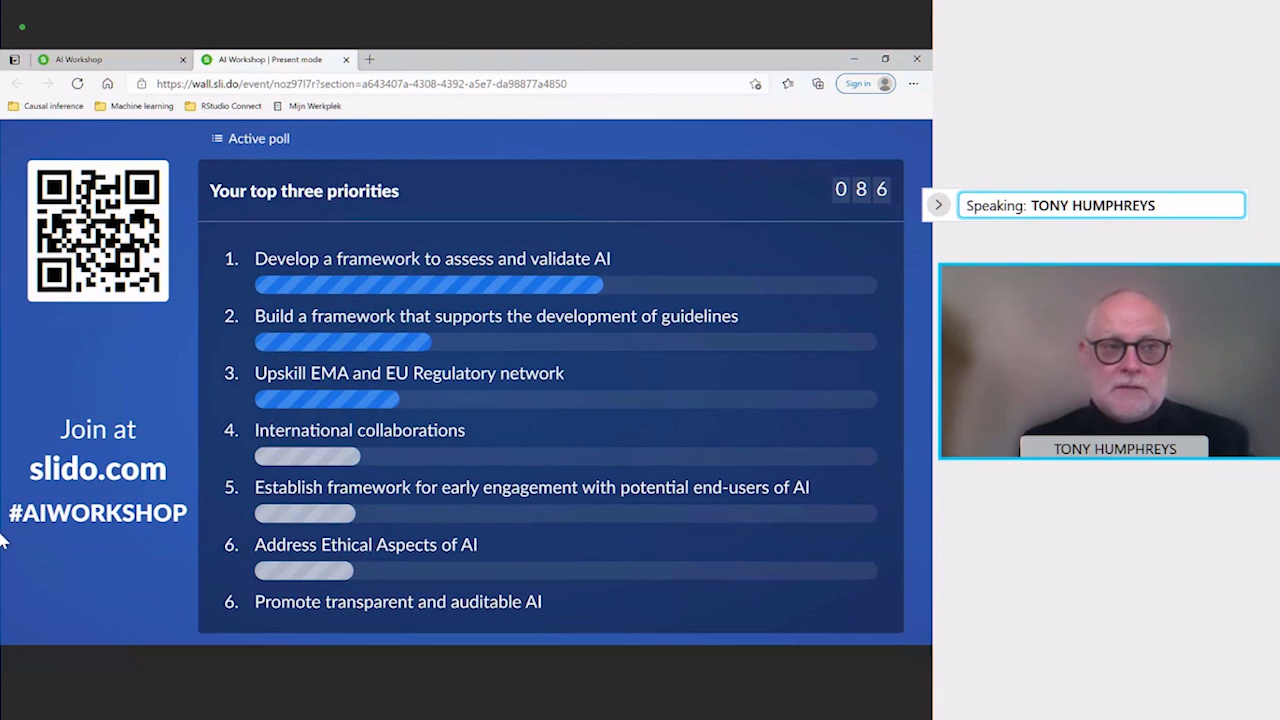 AI Workshop
AI Workshop | Present mode
https://wall.sli.do/event/noz97l7r?section=a643407a-4308-4392-a5e7-da98877a4850
Sign in
Causal inference
Machine learning
RStudio Connect
Mijn Werkplek
Active poll
Your top three priorities
086
1. Develop a framework to assess and validate AI
2. Build a framework that supports the development of guidelines
3. Upskill EMA and EU Regulatory network
4. International collaborations
5. Establish framework for early engagement with potential end-users of AI
6. Address Ethical Aspects of AI
6. Promote transparent and auditable AI
Join at
slido.com
#AIWORKSHOP
Speaking: TONY HUMPHREYS
TONY HUMPHREYS